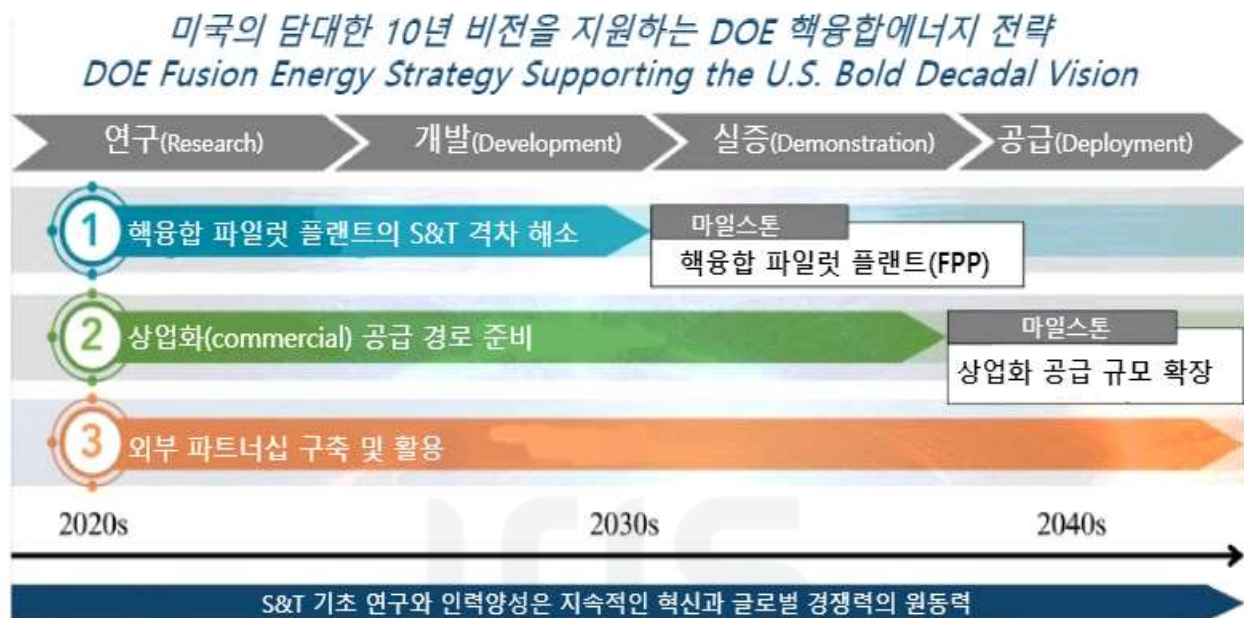 미국의 담대한 10년 비전을 지원하는 DOE 핵융합에너지 전략
DOE Fusion Energy Strategy Supporting the U.S. Bold Decadal Vision
연구(Research) 개발(Development) 실증(Demonstration) 공급(Deployment)
1 핵융합 파일럿 플랜트의 S&T 격차 해소
마일스톤
핵융합 파일럿 플랜트(FPP)
2 상업화(commercial) 공급 경로 준비
마일스톤
상업화 공급 규모 확장
3 외부 파트너십 구축 및 활용
2020s 2030s 2040s
S&T 기초 연구와 인력양성은 지속적인 혁신과 글로벌 경쟁력의 원동력